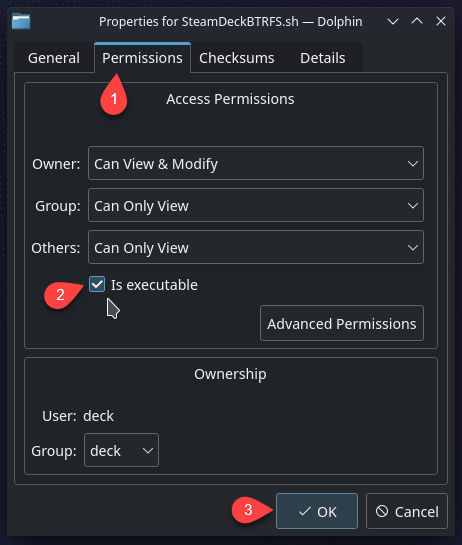 Properties for SteamDeckBTRFS.sh — Dolphin
General Permissions Checksums Details
1
Access Permissions
Owner: Can View & Modify
Group: Can Only View
Others: Can Only View
2 Is executable
Advanced Permissions
Ownership
User: deck
Group: deck
3 OK Cancel